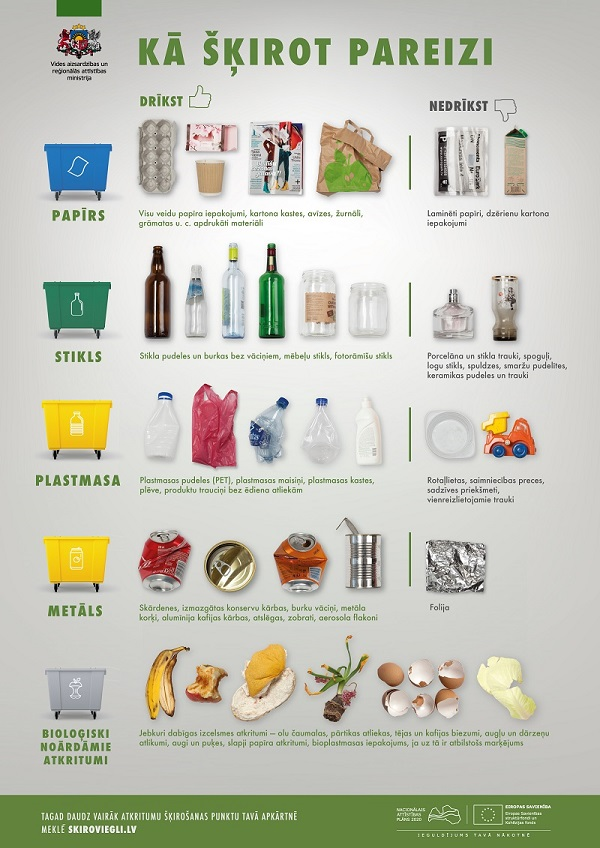 Vides aizsardzības un
reģionālās attīstības
ministrija
KĀ ŠĶIROT PAREIZI
DRĪKST
NEDRĪKST
PAPĪRS
Visu veidu papīra iepakojumi, kartona kastes, avīzes, žurnāli,
grāmatas u. c. apdrukāti materiāli
Laminēti papīri, dzērienu kartona
iepakojumi
STIKLS
Stikla pudeles un burkas bez vāciņiem, mēbeļu stikls, fotorāmīšu stikls
Porcelāna un stikla trauki, spoguļi,
logu stikls, spuldzes, smaržu pudelītes,
keramikas pudeles un trauki
PLASTMASA
Plastmasas pudeles (PET), plastmasas maisiņi, plastmasas kastes,
plēve, produktu trauciņi bez ēdiena atliekām
Rotaļlietas, saimniecības preces,
sadzīves priekšmeti,
vienreizlietojamie trauki
METĀLS
Skārdenes, izmazgātas konservu kārbas, burku vāciņi, metāla
korķi, alumīnija kafijas kārbas, atslēgas, zobrati, aerosola flakoni
Folija
BIOLOĢISKI
NOĀRDĀMIE
ATKRITUMI
Jebkuri dabīgas izcelsmes atkritumi – olu čaumalas, pārtikas atliekas, tējas un kafijas biezumi, augļu un dārzeņu
atlikumi, augi un puķes, slapji papīra atkritumi, bioplastmasas iepakojums, ja uz tā ir atbilstošs marķējums
TAGAD DAUDZ VAIRĀK ATKRITUMU ŠĶIROŠANAS PUNKTU TAVĀ APKĀRTNĒ
MEKLĒ SKIROVIEGLI.LV
NACIONĀLAIS
ATTĪSTĪBAS
PLĀNS 2020
EIROPAS SAVIENĪBA
Eiropas Savienības
struktūrfondi un
Kohēzijas fonds
IEGULDĪJUMS TAVĀ NĀKOTNĒ